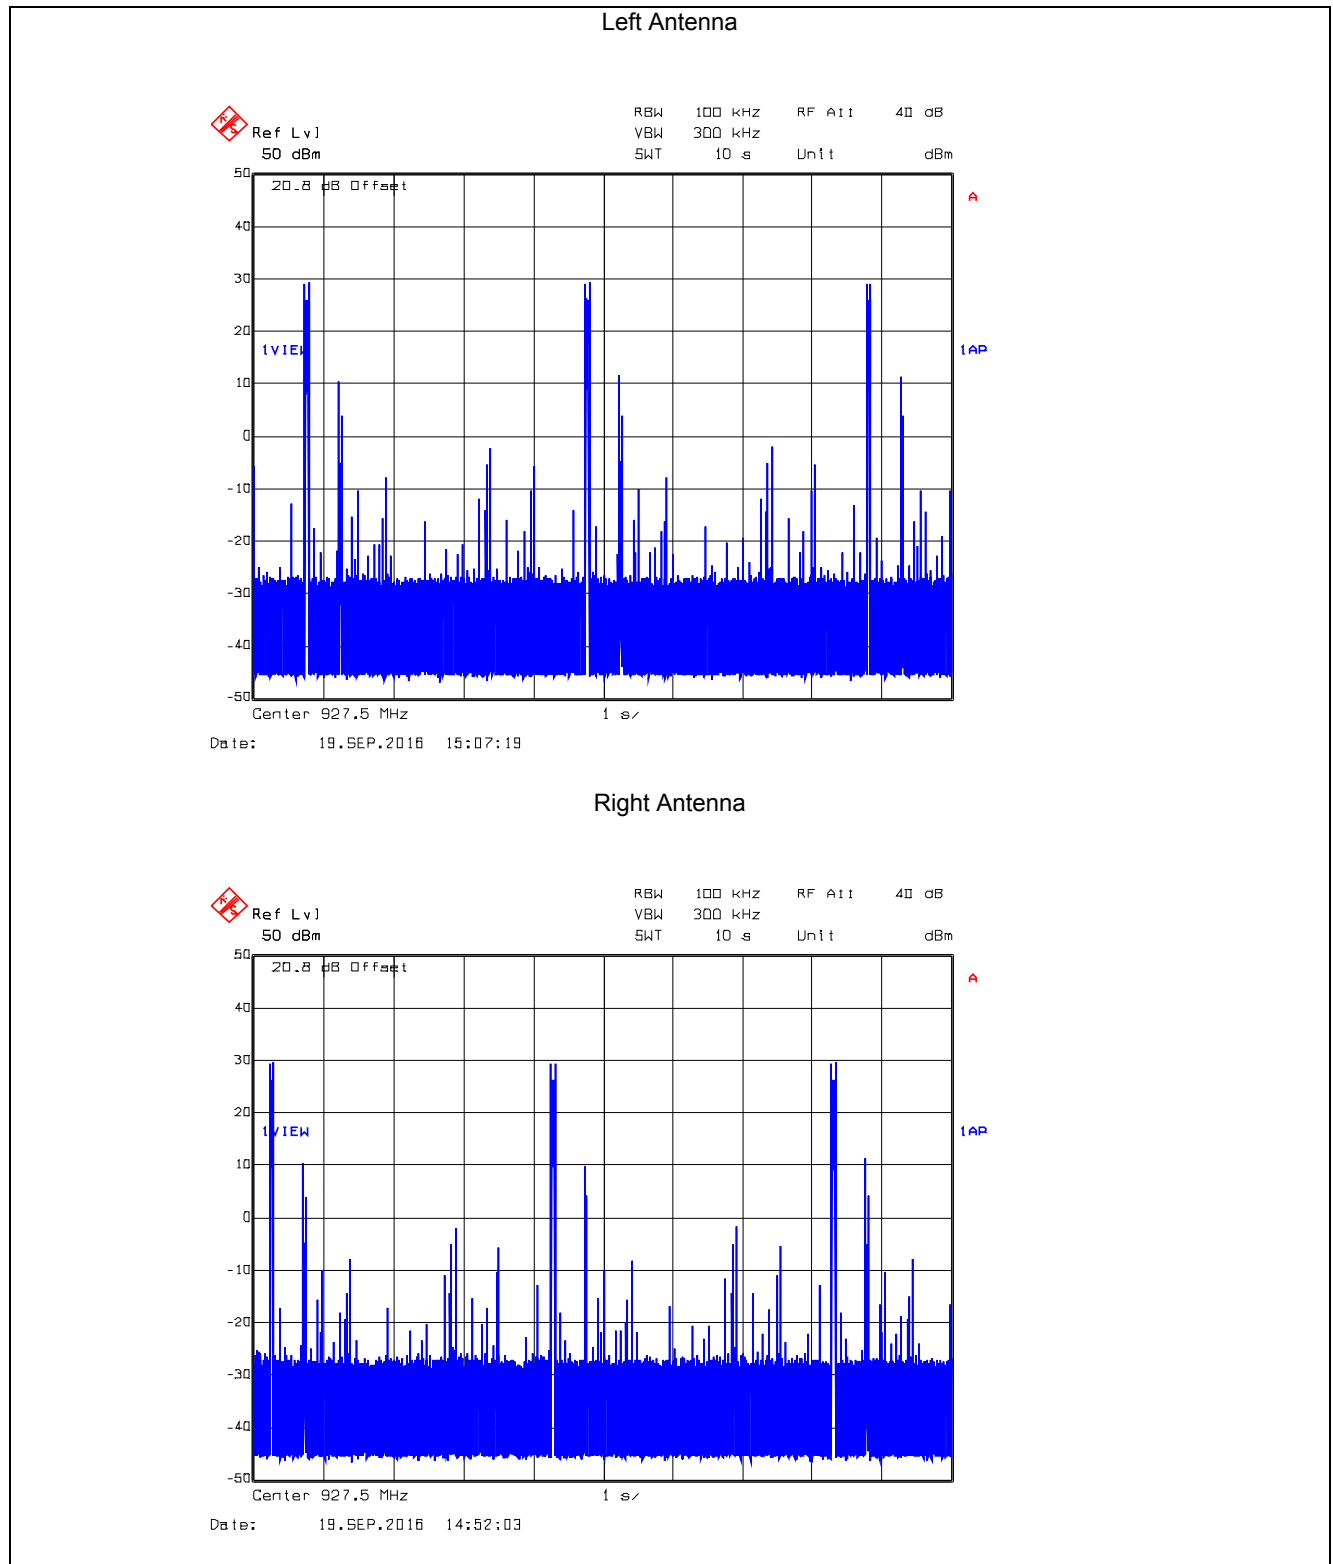 Left Antenna
RBW 100 kHz RF Att 40 dB
Ref Lvl VBW 300 kHz
50 dBm SWT 10 s Unit dBm
50
20.8 dB Offset
A
40
30
20
1VIEW 1AP
10
0
-10
-20
-30
-40
-50
Center 927.5 MHz 1 s/
Date: 19.SEP.2016 15:07:19
Right Antenna
RBW 100 kHz RF Att 40 dB
Ref Lvl VBW 300 kHz
50 dBm SWT 10 s Unit dBm
50
20.8 dB Offset
A
40
30
20
1VIEW 1AP
10
0
-10
-20
-30
-40
-50
Center 927.5 MHz 1 s/
Date: 19.SEP.2016 14:52:03